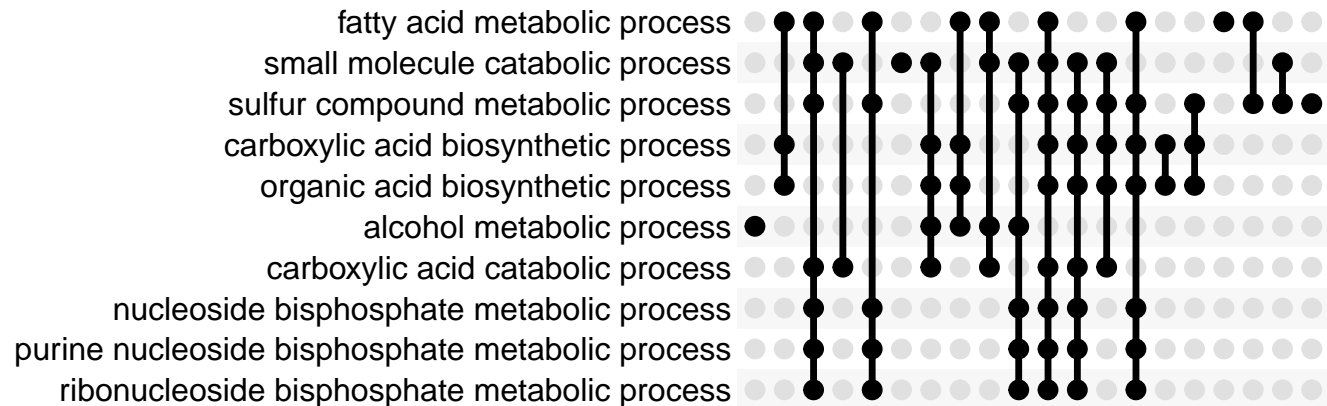 fatty acid metabolic process
small molecule catabolic process
sulfur compound metabolic process
carboxylic acid biosynthetic process
organic acid biosynthetic process
alcohol metabolic process
carboxylic acid catabolic process
nucleoside bisphosphate metabolic process
purine nucleoside bisphosphate metabolic process
ribonucleoside bisphosphate metabolic process